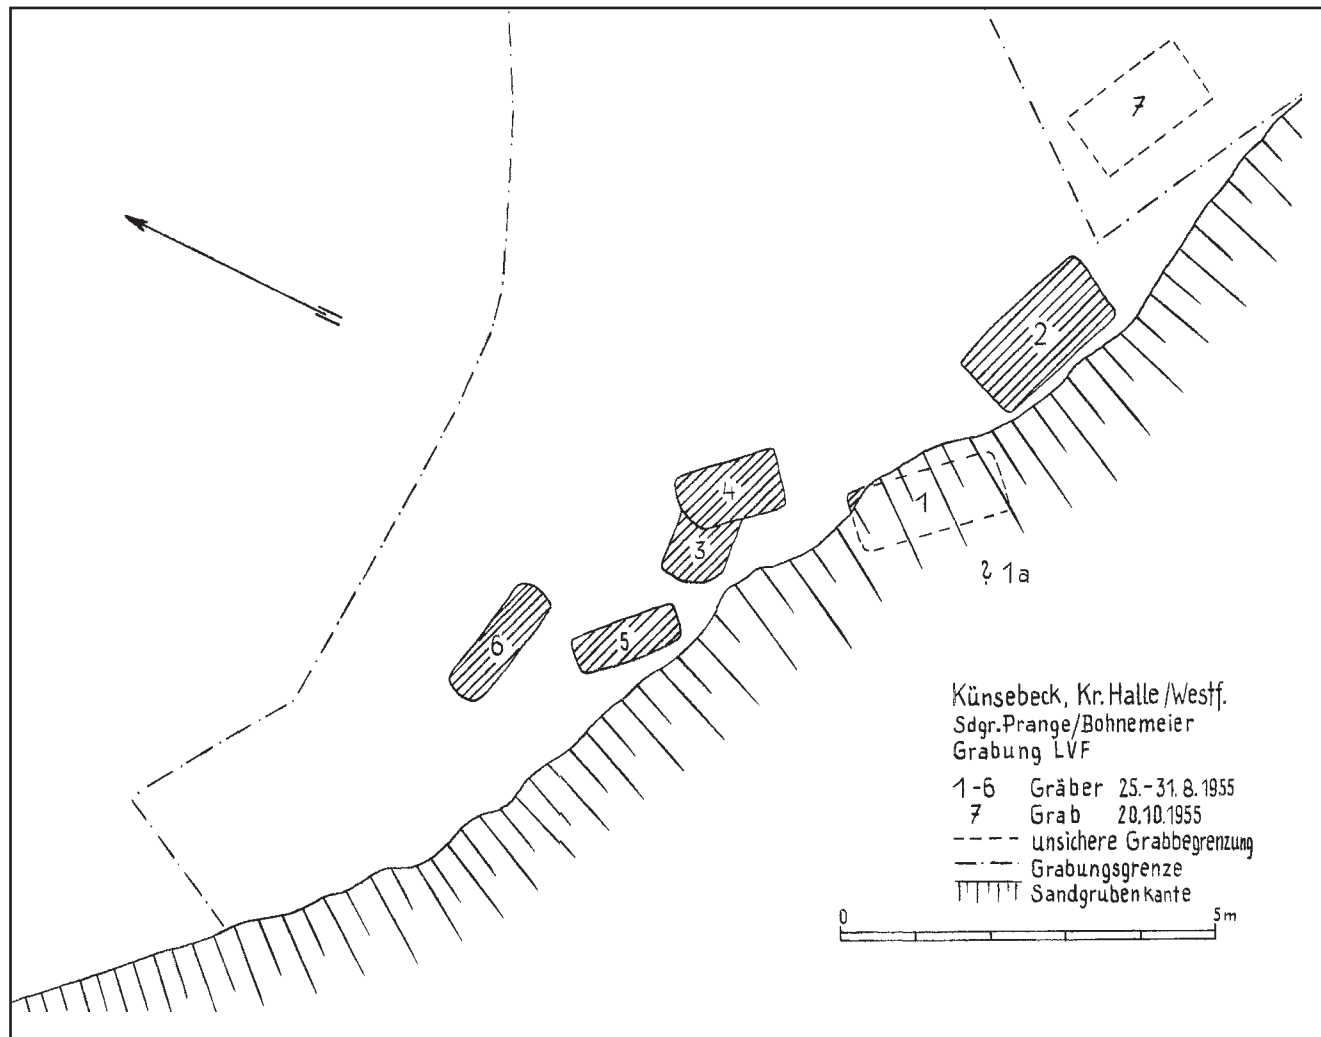 7
2
4
1
3
? 1a
6
5
Künsebeck, Kr. Halle/Westf.
Sdgr. Prange/Bohnemeier
Grabung LVF
1-6 Gräber 25.-31.8.1955
7 Grab 20.10.1955
unsichere Grabbegrenzung
Grabungsgrenze
Sandgrubenkante
0 5m